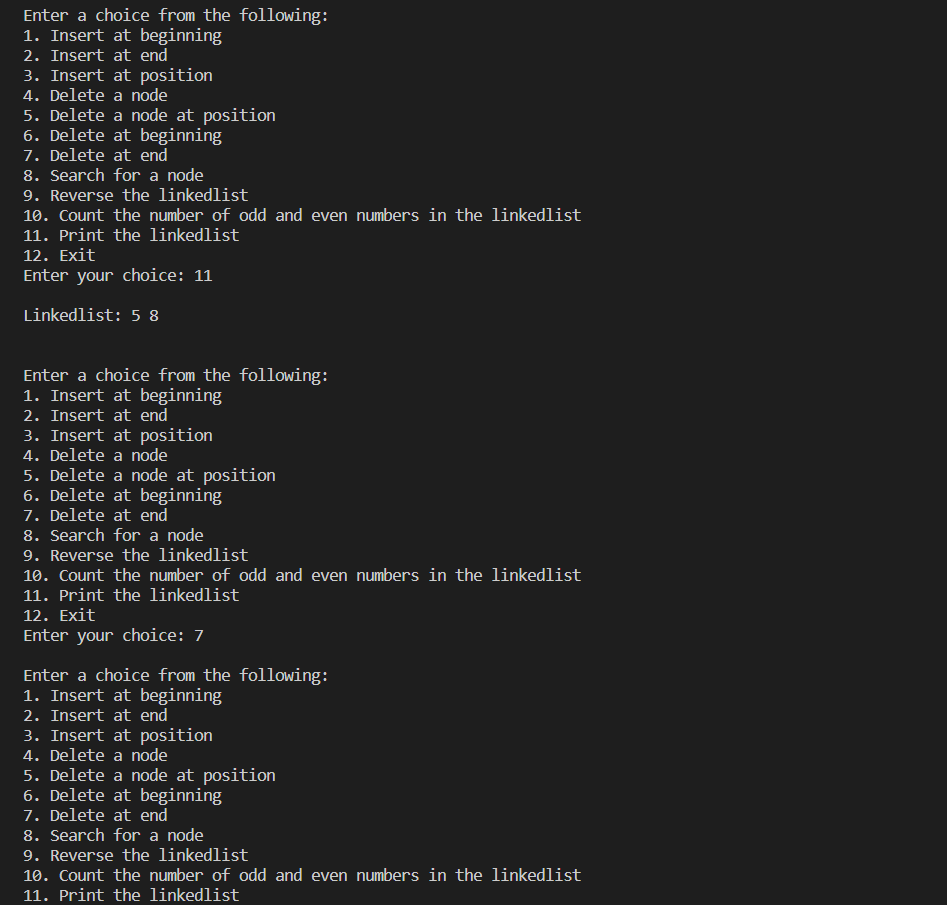 Enter a choice from the following:
1. Insert at beginning
2. Insert at end
3. Insert at position
4. Delete a node
5. Delete a node at position
6. Delete at beginning
7. Delete at end
8. Search for a node
9. Reverse the linkedlist
10. Count the number of odd and even numbers in the linkedlist
11. Print the linkedlist
12. Exit
Enter your choice: 11
Linkedlist: 5 8
Enter a choice from the following:
1. Insert at beginning
2. Insert at end
3. Insert at position
4. Delete a node
5. Delete a node at position
6. Delete at beginning
7. Delete at end
8. Search for a node
9. Reverse the linkedlist
10. Count the number of odd and even numbers in the linkedlist
11. Print the linkedlist
12. Exit
Enter your choice: 7
Enter a choice from the following:
1. Insert at beginning
2. Insert at end
3. Insert at position
4. Delete a node
5. Delete a node at position
6. Delete at beginning
7. Delete at end
8. Search for a node
9. Reverse the linkedlist
10. Count the number of odd and even numbers in the linkedlist
11. Print the linkedlist